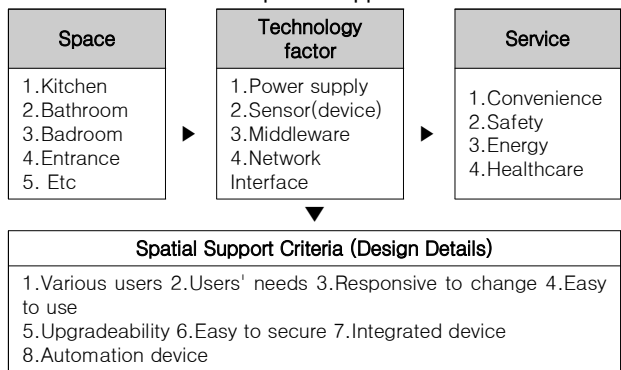 Space
1.Kitchen
2.Bathroom
3.Badroom
4.Entrance
5. Etc
Technology
factor
1.Power supply
2.Sensor(device)
3.Middleware
4.Network
Interface
Service
1.Convenience
2.Safety
3.Energy
4.Healthcare
Spatial Support Criteria (Design Details)
1.Various users 2.Users' needs 3.Responsive to change 4.Easy
to use
5.Upgradeability 6.Easy to secure 7.Integrated device
8.Automation device